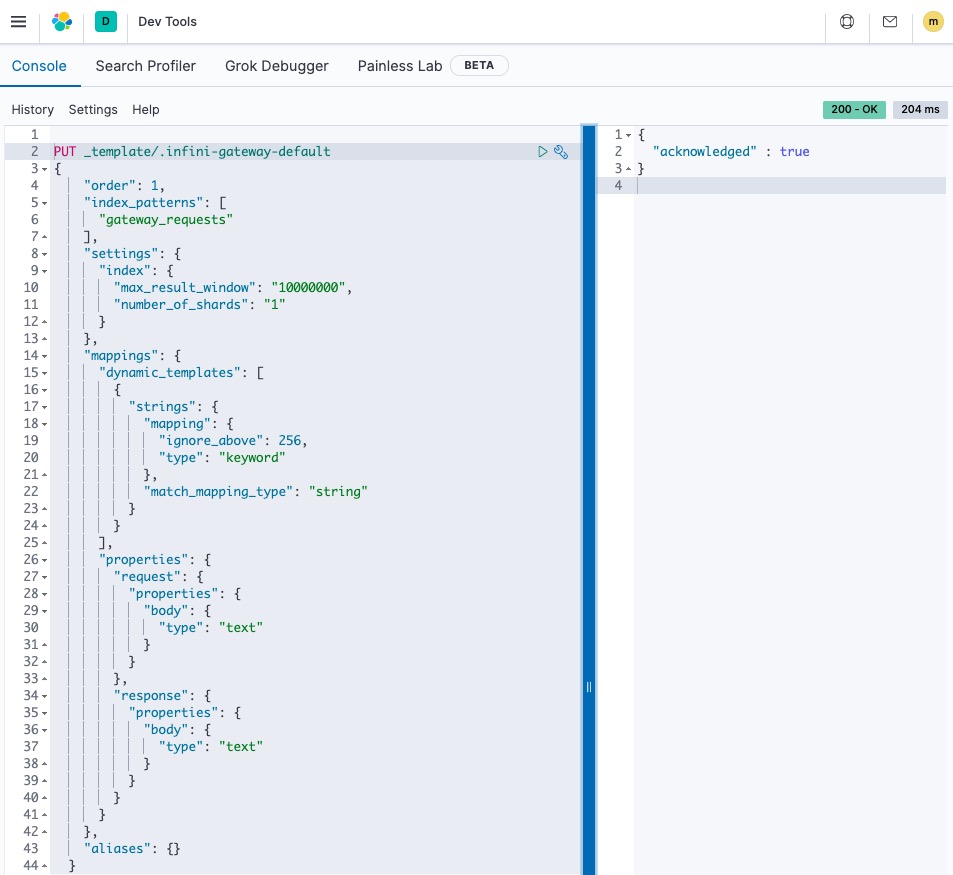 D Dev Tools m
Console Search Profiler Grok Debugger Painless Lab BETA
History Settings Help 200 - OK 204 ms
1
2 PUT _template/.infini-gateway-default
3 {
4 "order": 1,
5 "index_patterns": [
6 "gateway_requests"
7 ],
8 "settings": {
9 "index": {
10 "max_result_window": "10000000",
11 "number_of_shards": "1"
12 }
13 },
14 "mappings": {
15 "dynamic_templates": [
16 {
17 "strings": {
18 "mapping": {
19 "ignore_above": 256,
20 "type": "keyword"
21 },
22 "match_mapping_type": "string"
23 }
24 }
25 ],
26 "properties": {
27 "request": {
28 "properties": {
29 "body": {
30 "type": "text"
31 }
32 }
33 },
34 "response": {
35 "properties": {
36 "body": {
37 "type": "text"
38 }
39 }
40 }
41 }
42 },
43 "aliases": {}
44 }
1 {
2 "acknowledged" : true
3 }
4